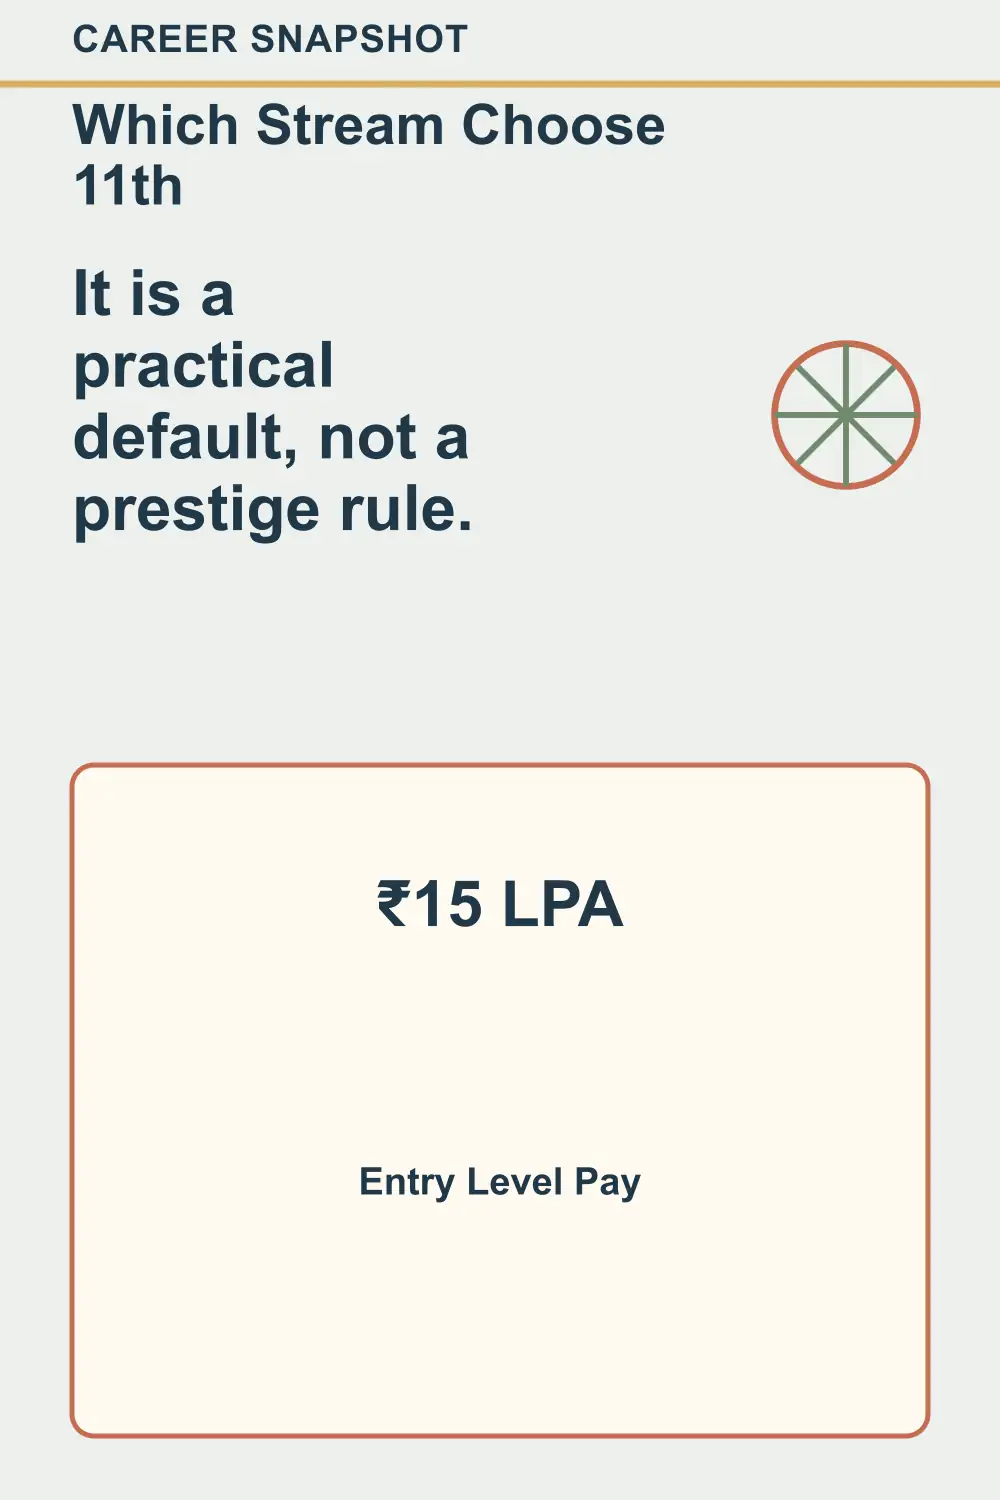 CAREER SNAPSHOT
Which Stream Choose
11th
It is a
practical
default, not a
prestige rule.
₹15 LPA
Entry Level Pay